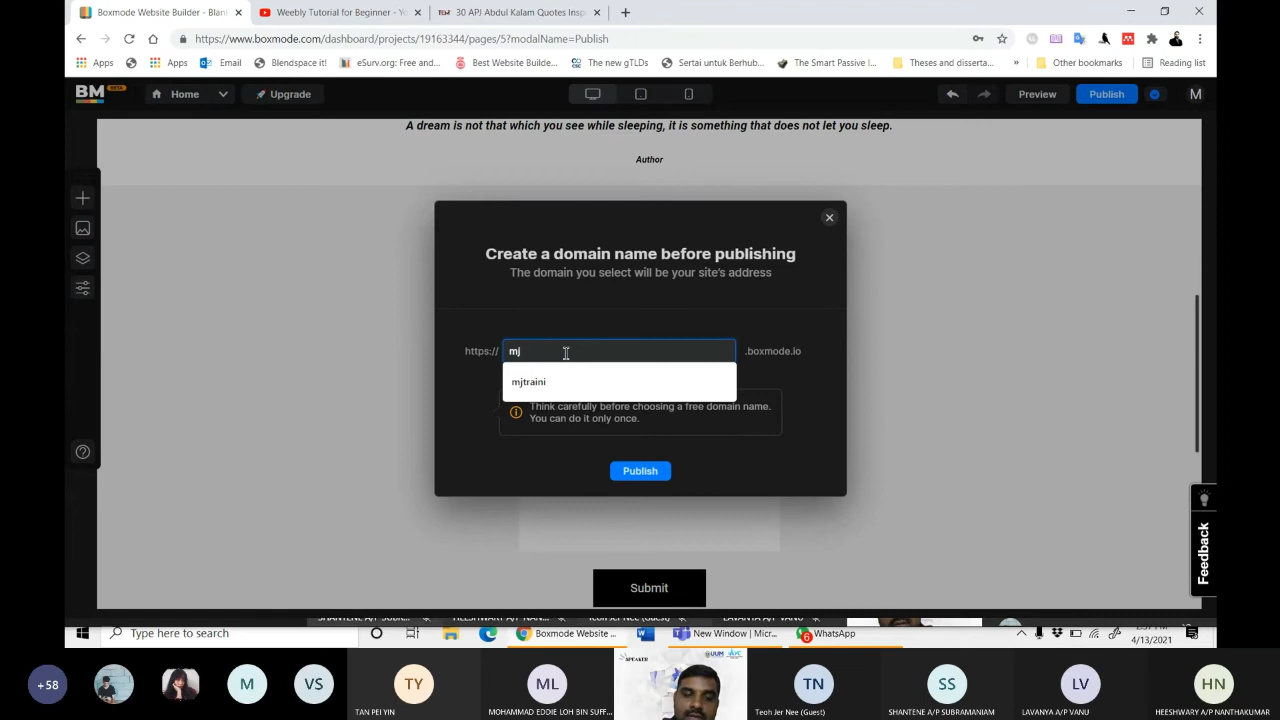 Boxmode Website Builder - Blan
Weebly Tutorial for Beginner - Yo
30 APJ Abdul Kalam Quotes Insp
https://www.boxmode.com/dashboard/projects/19163344/pages/5?modalName=Publish
Apps
Apps
Email
Blendspace it!
eSurv.org: Free and...
Best Website Builde...
The new gTLDs
Sertai untuk Berhub...
The Smart Passive I...
Theses and disserta...
»
Other bookmarks
Reading list
BM BETA
Home
Upgrade
Preview
Publish
M
A dream is not that which you see while sleeping, it is something that does not let you sleep.
Author
Create a domain name before publishing
The domain you select will be your site's address
https://
mj
.boxmode.io
mjtraini
Think carefully before choosing a free domain name.
You can do it only once.
Publish
Submit
Feedback
Type here to search
Boxmode Website ...
New Window | Micr...
6
WhatsApp
4/13/2021
+58
M
VS
TY
TAN PEI YIN
ML
MOHAMMAD EDDIE LOH BIN SUFF...
SPEAKER
UUM
TN
Teoh Jer Nee (Guest)
SS
SHANTENE A/P SUBRAMANIAM
LV
LAVANYA A/P VANU
HN
HEESHWARY A/P NANTHAKUMAR